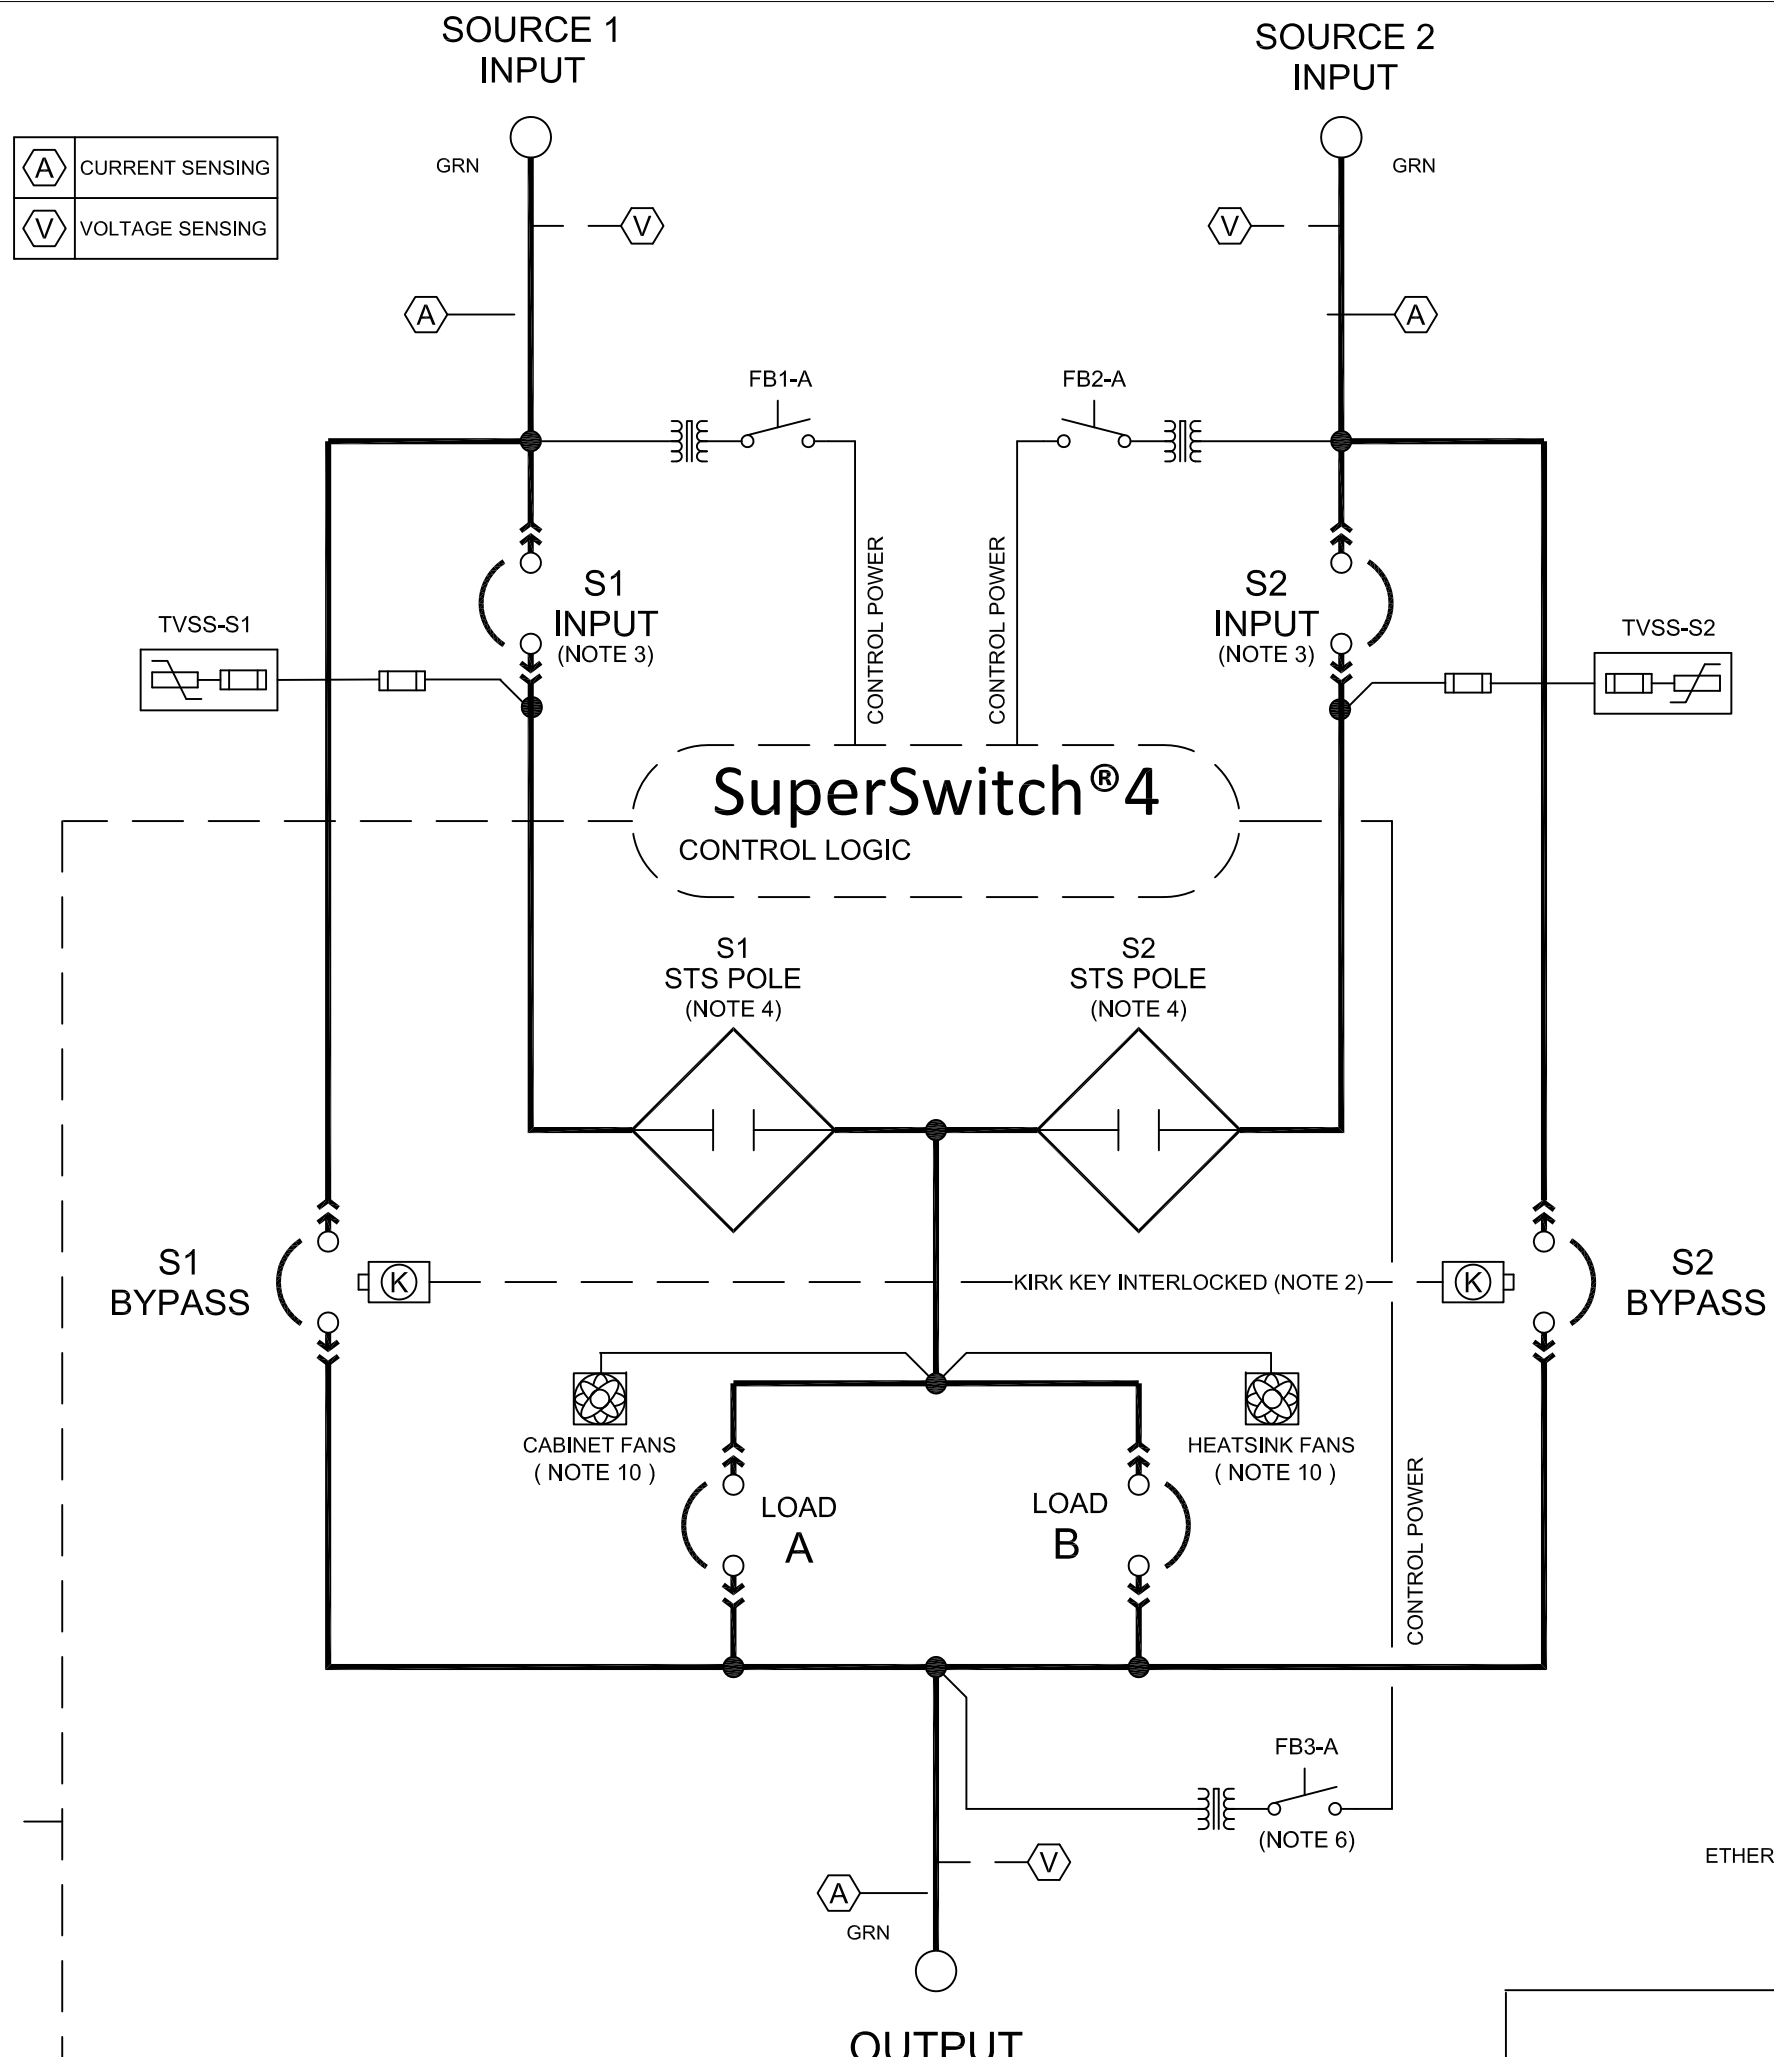 SOURCE 1
INPUT
SOURCE 2
INPUT
A CURRENT SENSING
V VOLTAGE SENSING
GRN
GRN
V
V
A
A
FB1-A
FB2-A
CONTROL POWER
CONTROL POWER
S1
INPUT
(NOTE 3)
S2
INPUT
(NOTE 3)
TVSS-S1
TVSS-S2
SuperSwitch®4
CONTROL LOGIC
S1
STS POLE
(NOTE 4)
S2
STS POLE
(NOTE 4)
S1
BYPASS
K
KIRK KEY INTERLOCKED (NOTE 2)
K
S2
BYPASS
CABINET FANS
( NOTE 10 )
HEATSINK FANS
( NOTE 10 )
LOAD
A
LOAD
B
CONTROL POWER
FB3-A
(NOTE 6)
V
A
GRN
ETHER
OUTPUT